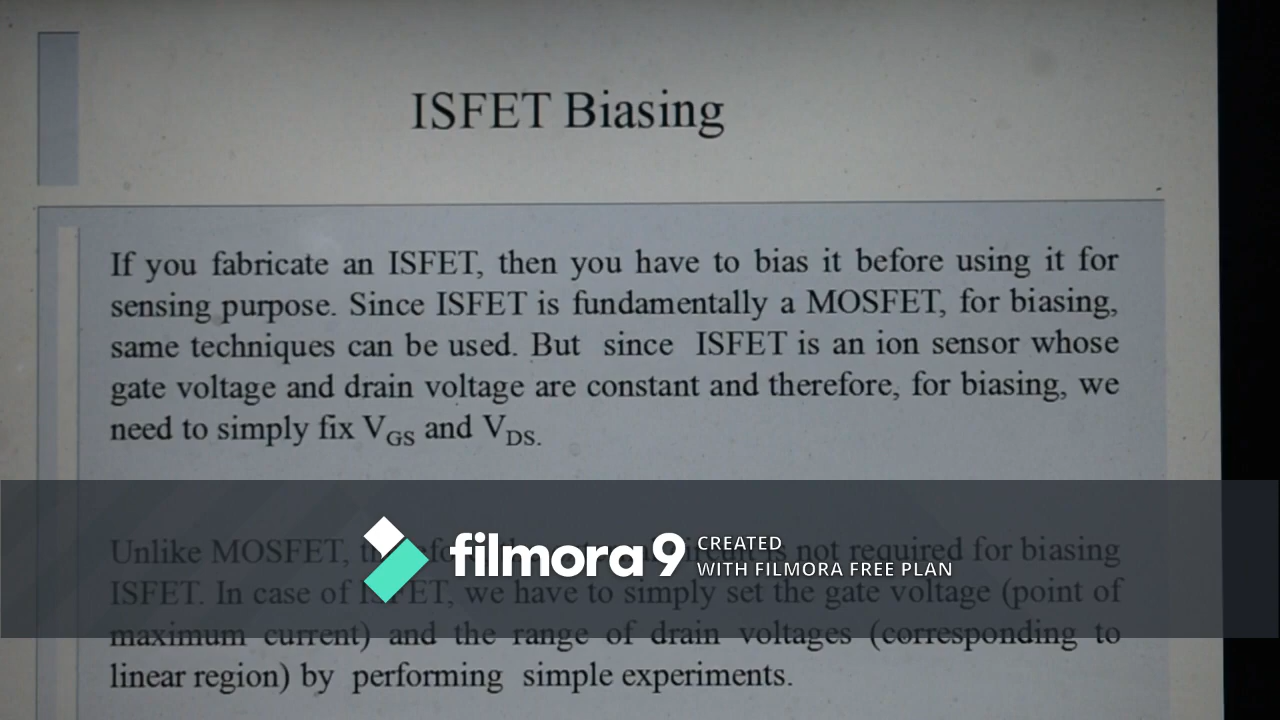 ISFET Biasing
If you fabricate an ISFET, then you have to bias it before using it for
sensing purpose. Since ISFET is fundamentally a MOSFET, for biasing,
same techniques can be used. But since ISFET is an ion sensor whose
gate voltage and drain voltage are constant and therefore, for biasing, we
need to simply fix VGS and VDS.
Unlike MOSFET, not required for biasing
filmora9 CREATED
WITH FILMORA FREE PLAN
ISFET. In case of ISFET, we have to simply set the gate voltage (point of
maximum current) and the range of drain voltages (corresponding to
linear region) by performing simple experiments.